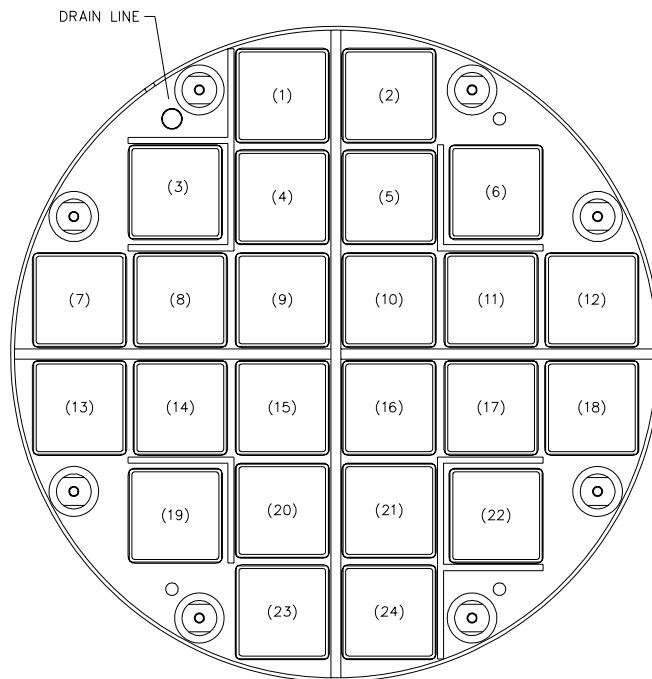 DRAIN LINE
(1) (2)
(3) (4) (5) (6)
(7) (8) (9) (10) (11) (12)
(13) (14) (15) (16) (17) (18)
(19) (20) (21) (22)
(23) (24)